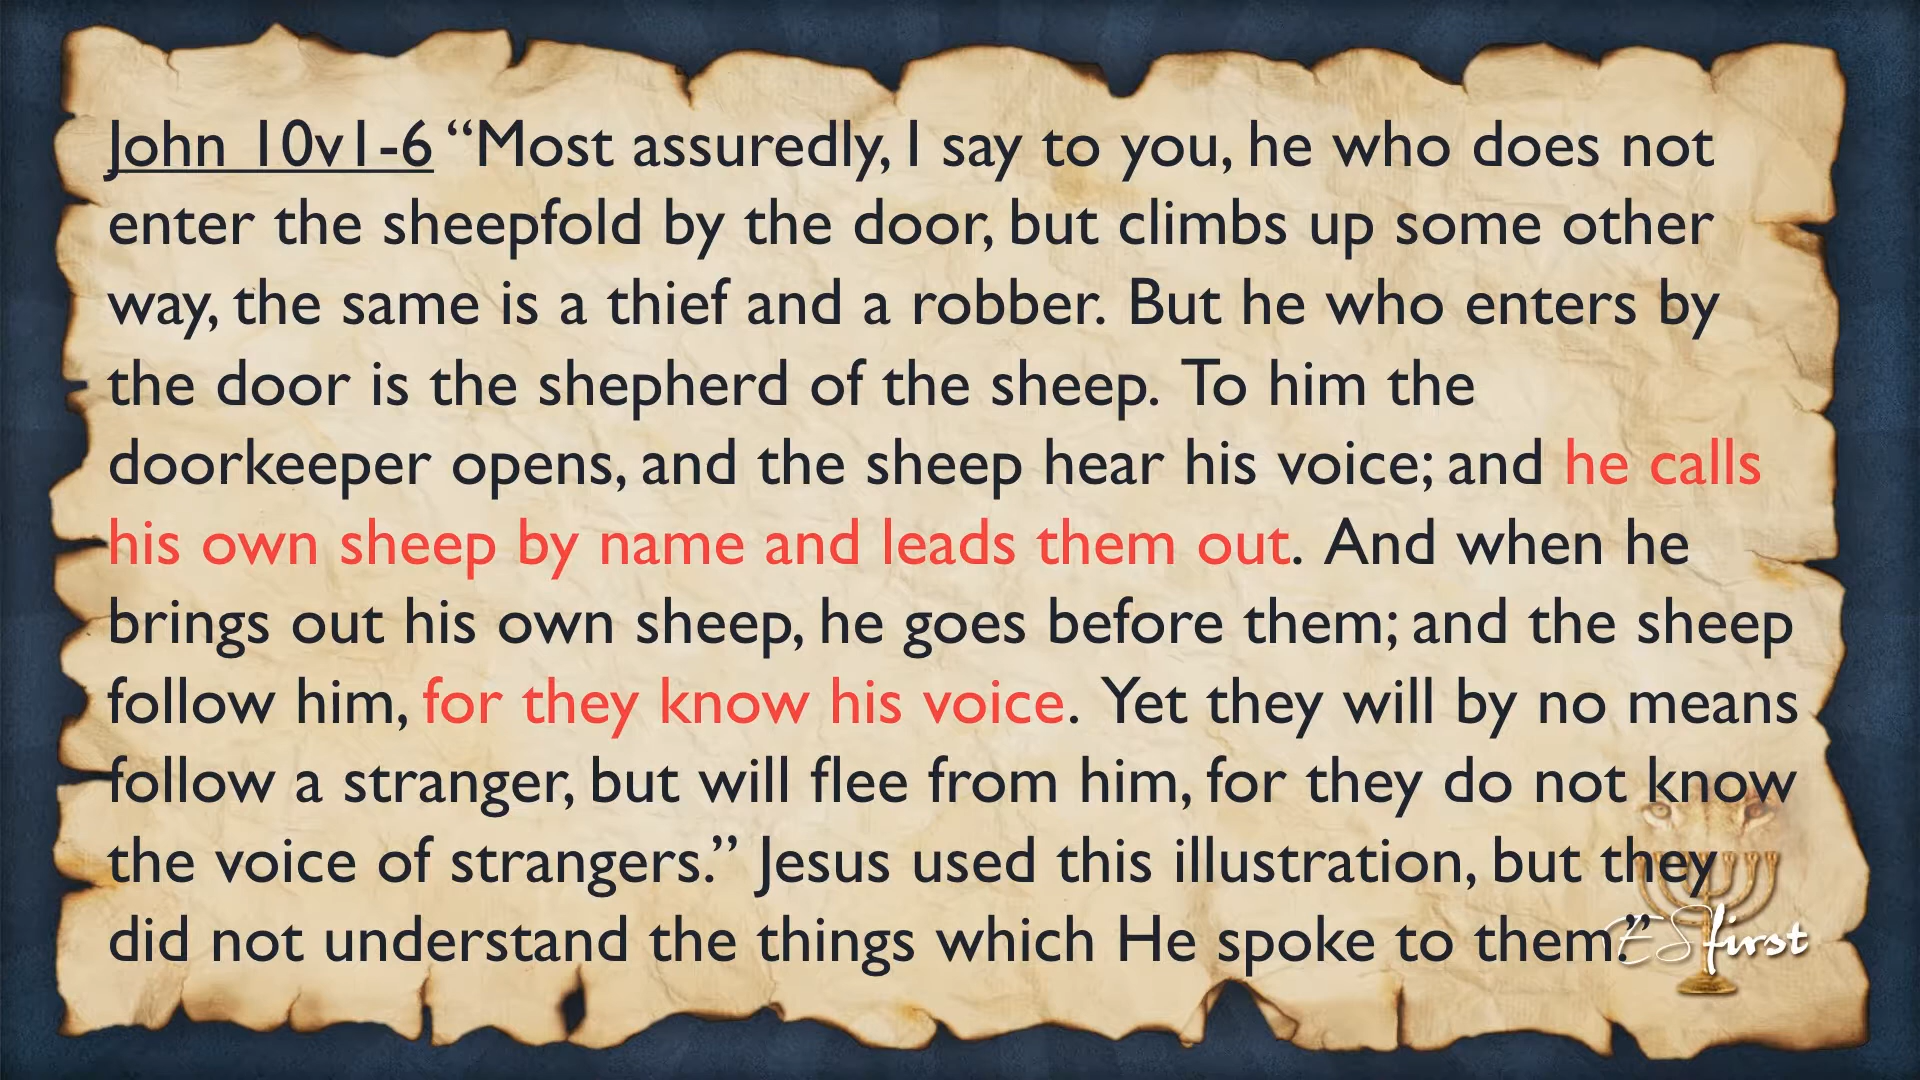 John 10v1-6 “Most assuredly, I say to you, he who does not
enter the sheepfold by the door, but climbs up some other
way, the same is a thief and a robber. But he who enters by
the door is the shepherd of the sheep. To him the
doorkeeper opens, and the sheep hear his voice; and he calls
his own sheep by name and leads them out. And when he
brings out his own sheep, he goes before them; and the sheep
follow him, for they know his voice. Yet they will by no means
follow a stranger, but will flee from him, for they do not know
the voice of strangers.” Jesus used this illustration, but they
did not understand the things which He spoke to them.”
ESfirst